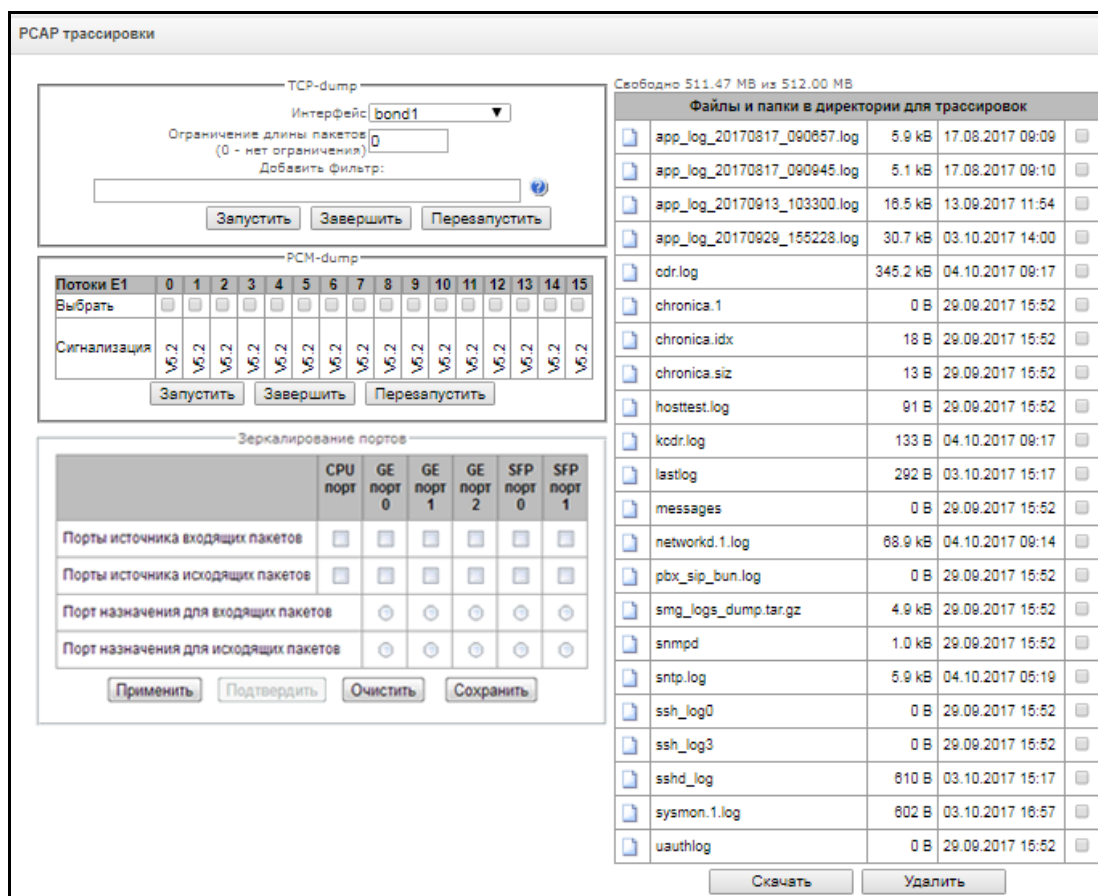 PCAP трассировки
TCP-dump
Интерфейс bond1
Ограничение длины пакетов
(0 - нет ограничения) 0
Добавить фильтр:
Запустить Завершить Перезапустить
PCM-dump
Потоки E1 0 1 2 3 4 5 6 7 8 9 10 11 12 13 14 15
Выбрать
Сигнализация V5.2 V5.2 V5.2 V5.2 V5.2 V5.2 V5.2 V5.2 V5.2 V5.2 V5.2 V5.2 V5.2 V5.2 V5.2 V5.2
Запустить Завершить Перезапустить
Зеркалирование портов
CPU порт GE порт 0 GE порт 1 GE порт 2 SFP порт 0 SFP порт 1
Порты источника входящих пакетов
Порты источника исходящих пакетов
Порт назначения для входящих пакетов
Порт назначения для исходящих пакетов
Применить Подтвердить Очистить Сохранить
Свободно 511.47 MB из 512.00 MB
Файлы и папки в директории для трассировок
app_log_20170817_090657.log 5.9 kB 17.08.2017 09:09
app_log_20170817_090945.log 5.1 kB 17.08.2017 09:10
app_log_20170913_103300.log 16.5 kB 13.09.2017 11:54
app_log_20170929_155228.log 30.7 kB 03.10.2017 14:00
cdr.log 345.2 kB 04.10.2017 09:17
chronica.1 0 B 29.09.2017 15:52
chronica.idx 18 B 29.09.2017 15:52
chronica.siz 13 B 29.09.2017 15:52
hosttest.log 91 B 29.09.2017 15:52
kcdr.log 133 B 04.10.2017 09:17
lastlog 292 B 03.10.2017 15:17
messages 0 B 29.09.2017 15:52
networkd.1.log 68.9 kB 04.10.2017 09:14
pbx_sip_bun.log 0 B 29.09.2017 15:52
smg_logs_dump.tar.gz 4.9 kB 29.09.2017 15:52
snmpd 1.0 kB 29.09.2017 15:52
sntp.log 5.9 kB 04.10.2017 05:19
ssh_log0 0 B 29.09.2017 15:52
ssh_log3 0 B 29.09.2017 15:52
sshd_log 610 B 03.10.2017 15:17
sysmon.1.log 602 B 03.10.2017 16:57
uauthlog 0 B 29.09.2017 15:52
Скачать Удалить